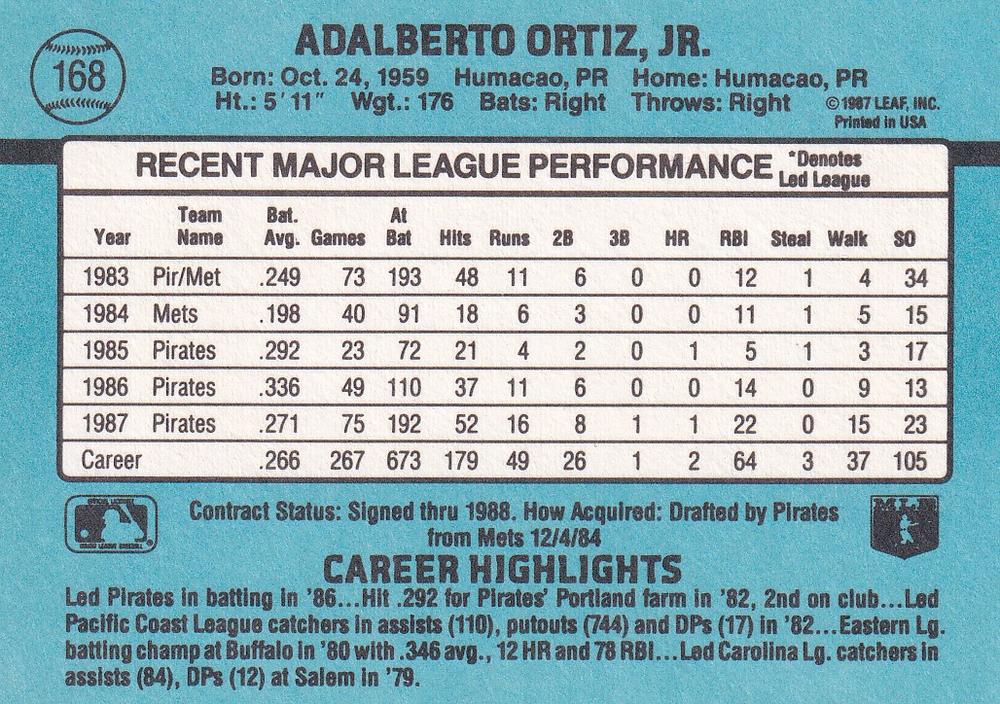 168
ADALBERTO ORTIZ, JR.
Born: Oct. 24, 1959 Humacao, PR Home: Humacao, PR
Ht.: 5'11" Wgt.: 176 Bats: Right Throws: Right ©1987 LEAF, INC.
Printed in USA
RECENT MAJOR LEAGUE PERFORMANCE *Denotes Led League
Year Team Name Bat. Avg. Games At Bat Hits Runs 2B 3B HR RBI Steal Walk SO
1983 Pir/Met .249 73 193 48 11 6 0 0 12 1 4 34
1984 Mets .198 40 91 18 6 3 0 0 11 1 5 15
1985 Pirates .292 23 72 21 4 2 0 1 5 1 3 17
1986 Pirates .336 49 110 37 11 6 0 0 14 0 9 13
1987 Pirates .271 75 192 52 16 8 1 1 22 0 15 23
Career .266 267 673 179 49 26 1 2 64 3 37 105
Contract Status: Signed thru 1988. How Acquired: Drafted by Pirates
from Mets 12/4/84
CAREER HIGHLIGHTS
Led Pirates in batting in '86...Hit .292 for Pirates' Portland farm in '82, 2nd on club...Led
Pacific Coast League catchers in assists (110), putouts (744) and DPs (17) in '82...Eastern Lg.
batting champ at Buffalo in '80 with .346 avg., 12 HR and 78 RBI...Led Carolina Lg. catchers in
assists (84), DPs (12) at Salem in '79.